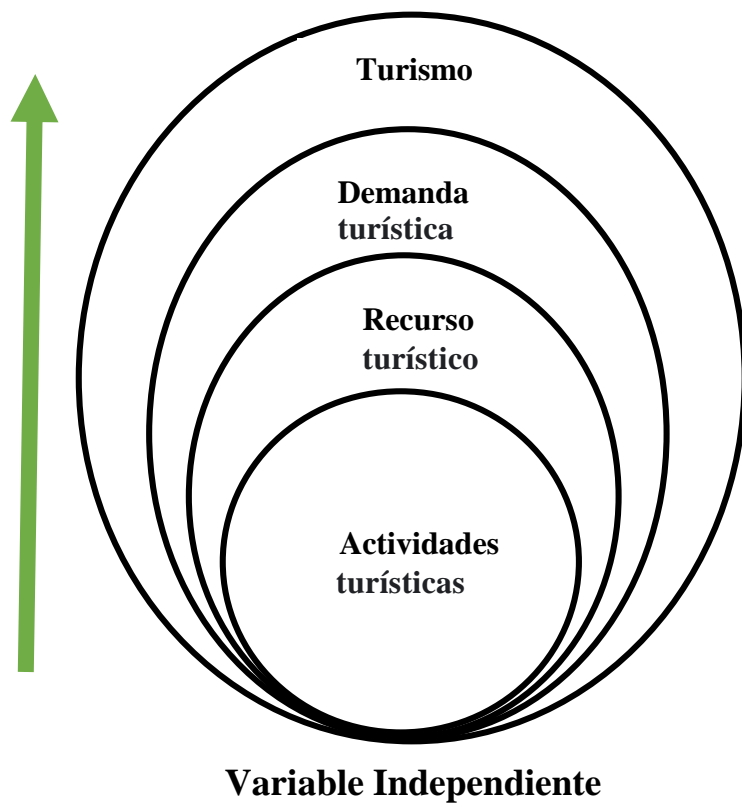 Turismo
Demanda
turística
Recurso
turístico
Actividades
turísticas
Variable Independiente